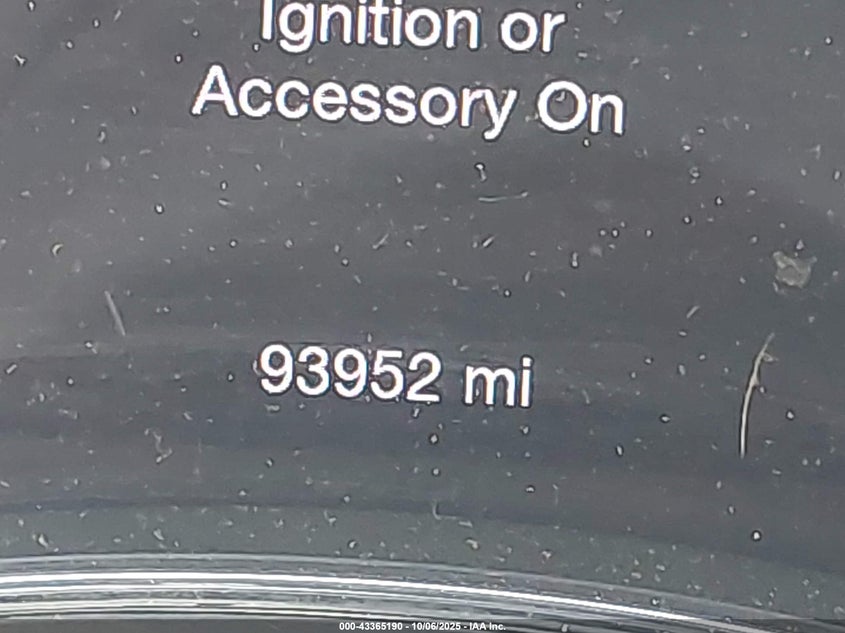 Ignition or
Accessory On
93952 mi
000-43365190 - 10/06/2025 - IAA Inc.